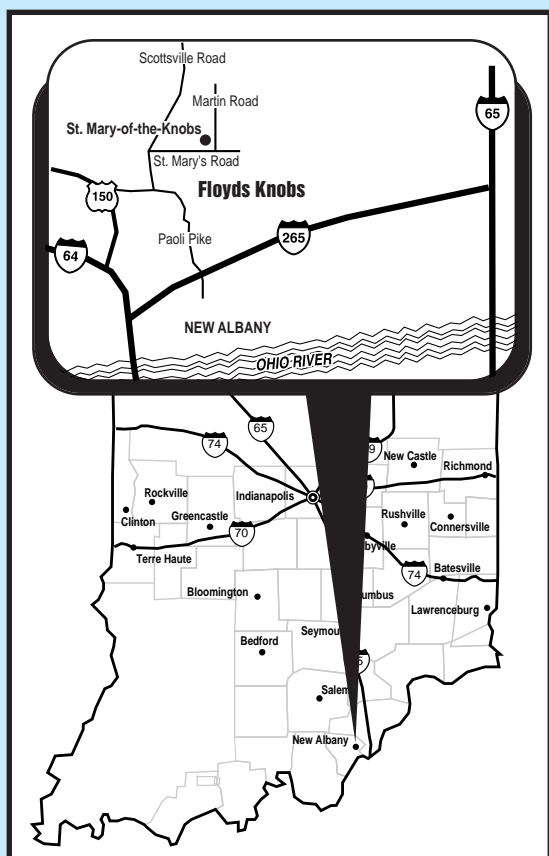 Scottsville Road
Martin Road
65
St. Mary-of-the-Knobs
St. Mary's Road
150
Floyds Knobs
Paoli Pike
265
64
NEW ALBANY
OHIO RIVER
65
74
New Castle
Richmond
Rockville
Indianapolis
Clinton
Greencastle
Rushville
Connersville
70
Terre Haute
74
Batesville
Bloomington
Lawrenceburg
Bedford
Salem
New Albany